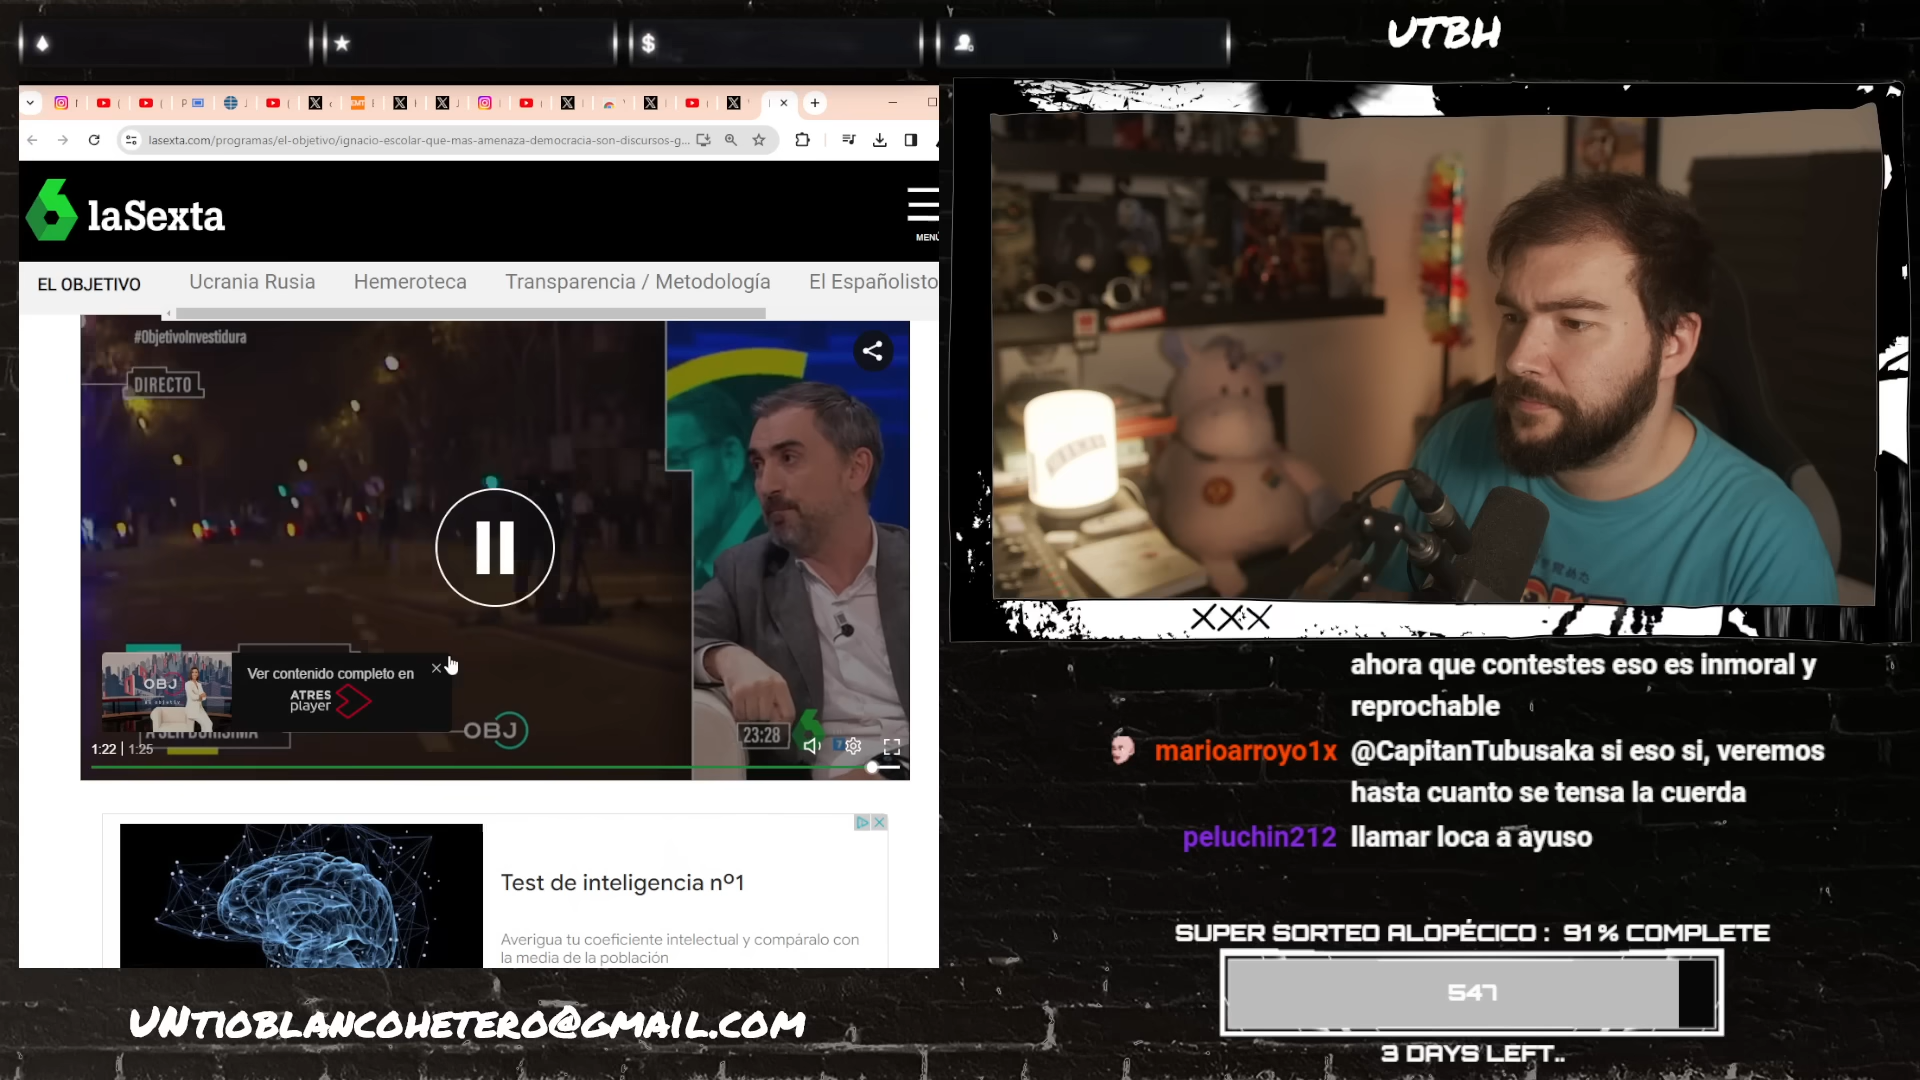 UTBH
$
lasexta.com/programas/el-objetivo/ignacio-escolar-que-mas-amenaza-democracia-son-discursos-g...
laSexta
MENÚ
EL OBJETIVO
Ucrania Rusia
Hemeroteca
Transparencia / Metodología
El Españolisto
#ObjetivoInvestidura
DIRECTO
OBJ
Ver contenido completo en
ATRES
player
OBJ
23:28
1:22 | 1:25
Test de inteligencia nº1
Averigua tu coeficiente intelectual y compáralo con
la media de la población
XXX
ahora que contestes eso es inmoral y
reprochable
marioarroyo1x @CapitanTubusaka si eso si, veremos
hasta cuanto se tensa la cuerda
peluchin212 llamar loca a ayuso
SUPER SORTEO ALOPÉCICO : 91% COMPLETE
547
3 DAYS LEFT..
UNTIOBLANCOHETERO@GMAIL.COM